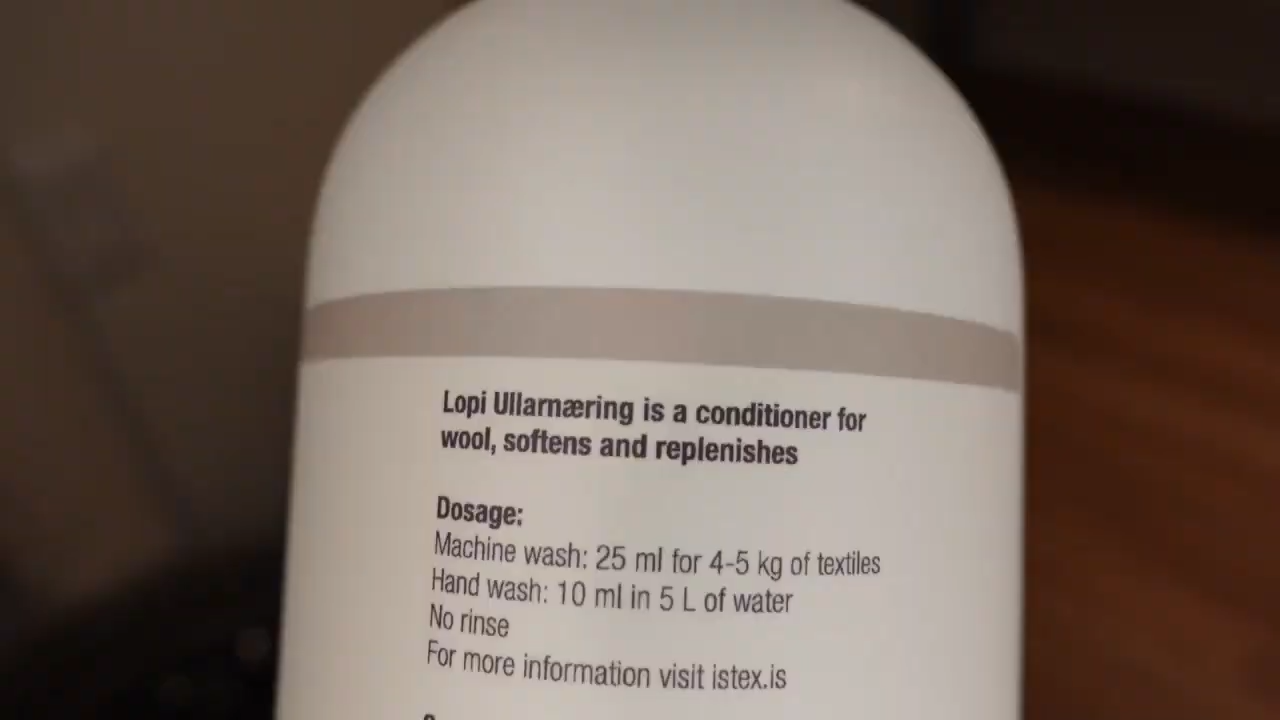 Lopi Ullarnæring is a conditioner for
wool, softens and replenishes
Dosage:
Machine wash: 25 ml for 4-5 kg of textiles
Hand wash: 10 ml in 5 L of water
No rinse
For more information visit istex.is